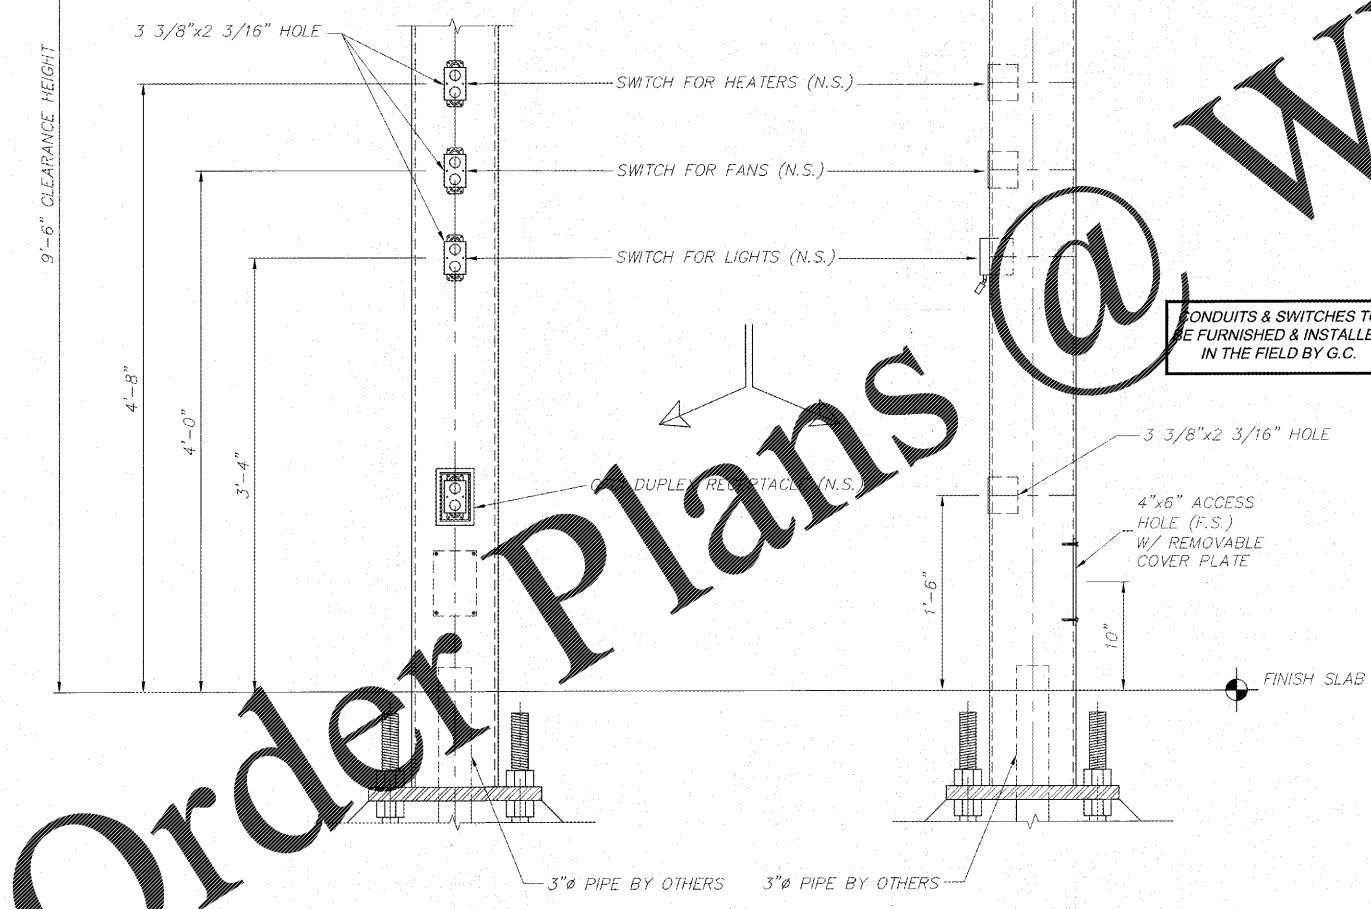 3 3/8"x2 3/16" HOLE
9'-6" CLEARANCE HEIGHT
SWITCH FOR HEATERS (N.S.)
SWITCH FOR FANS (N.S.)
SWITCH FOR LIGHTS (N.S.)
4'-8"
4'-0"
3'-4"
CONDUITS & SWITCHES TO
BE FURNISHED & INSTALLE
IN THE FIELD BY G.C.
3 3/8"x2 3/16" HOLE
DUPLEX RECEPTACLE (N.S.)
4"x6" ACCESS
HOLE (F.S.)
W/ REMOVABLE
COVER PLATE
1'-6"
10"
FINISH SLAB
3"ø PIPE BY OTHERS
3"ø PIPE BY OTHERS
Order Plans @ W